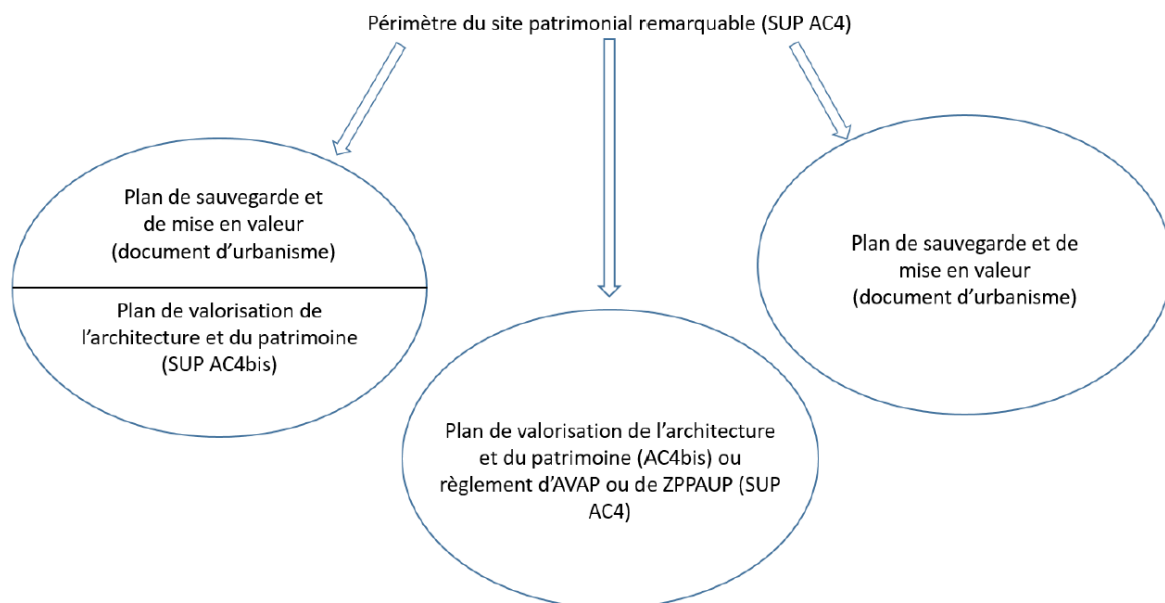 Périmètre du site patrimonial remarquable (SUP AC4)
Plan de sauvegarde et
de mise en valeur
(document d’urbanisme)
Plan de valorisation de
l’architecture et du patrimoine
(SUP AC4bis)
Plan de valorisation de l’architecture
et du patrimoine (AC4bis) ou
règlement d’AVAP ou de ZPPAUP (SUP
AC4)
Plan de sauvegarde et de
mise en valeur
(document d’urbanisme)